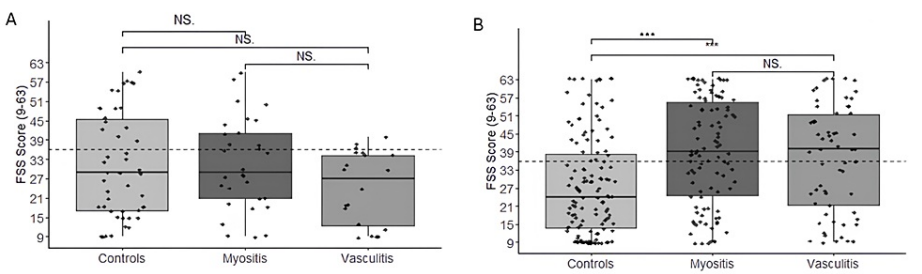 A
NS.
NS.
NS.
FSS Score (9-63)
63
57
51
45
39
33
27
21
15
9
Controls Myositis Vasculitis
B
***
***
NS.
FSS Score (9-63)
63
57
51
45
39
33
27
21
15
9
Controls Myositis Vasculitis